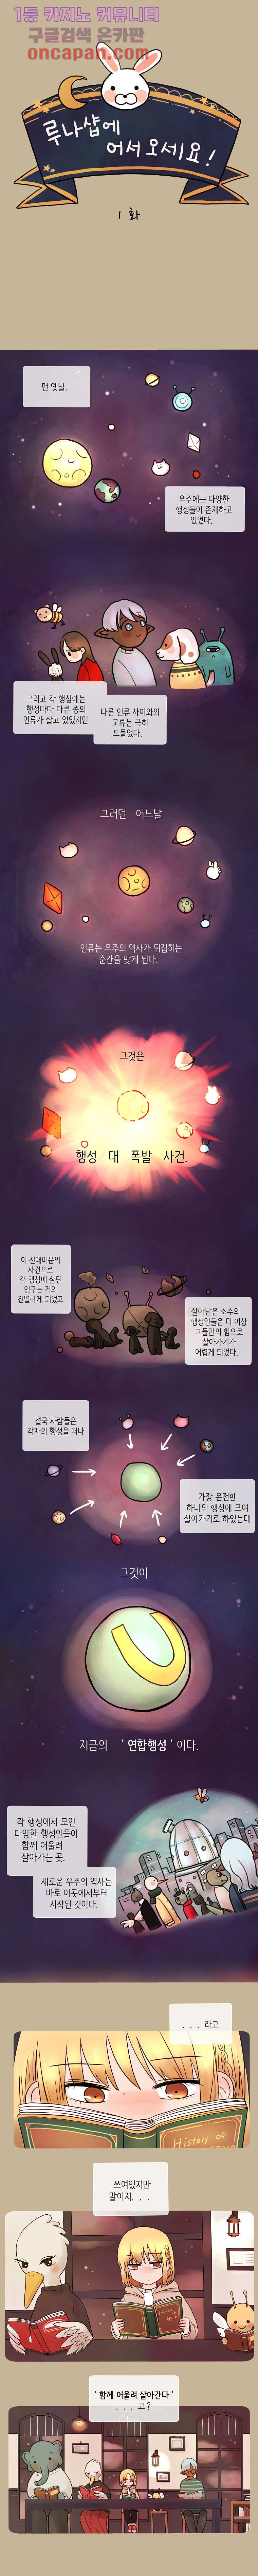 1등 카지노 커뮤니티
구글검색 온카판
oncapan.com
루나샵에
어서오세요!
1 화
먼 옛날.
우주에는 다양한
행성들이 존재하고
있었다.
그리고 각 행성에는
행성마다 다른 종의
인류가 살고 있었지만
다른 인류 사이와의
교류는 극히
드물었다.
그러던 어느날
인류는 우주의 역사가 뒤집히는
순간을 맞게 된다.
그것은
행성 대 폭발 사건.
이 전대미문의
사건으로
각 행성에 살던
인구는 거의
전멸하게 되었고
살아남은 소수의
행성인들은 더 이상
그들만의 힘으로
살아가기가
어렵게 되었다.
결국 사람들은
각자의 행성을 떠나
가장 온전한
하나의 행성에 모여
살아가기로 하였는데
그것이
지금의 '연합행성'이다.
각 행성에서 모인
다양한 행성인들이
함께 어울려
살아가는 곳.
새로운 우주의 역사는
바로 이곳에서부터
시작된 것이다.
. . . 라고
History of
Space
쓰여있지만
말이지. . .
'함께 어울려 살아간다'
. . . 고?